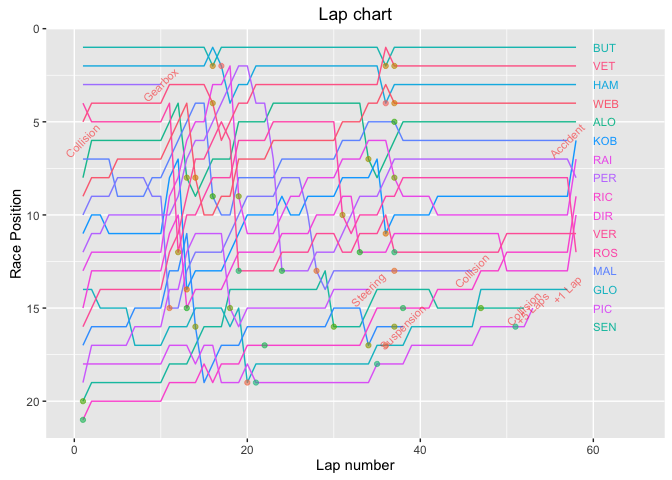 Lap chart
Race Position
0
5
10
15
20
0
20
40
60
Lap number
Collision
Gearbox
Accident
Steering
Suspension
Collision
Collision
+1 Lap
BUT
VET
HAM
WEB
ALO
KOB
RAI
PER
RIC
DIR
VER
ROS
MAL
GLO
PIC
SEN